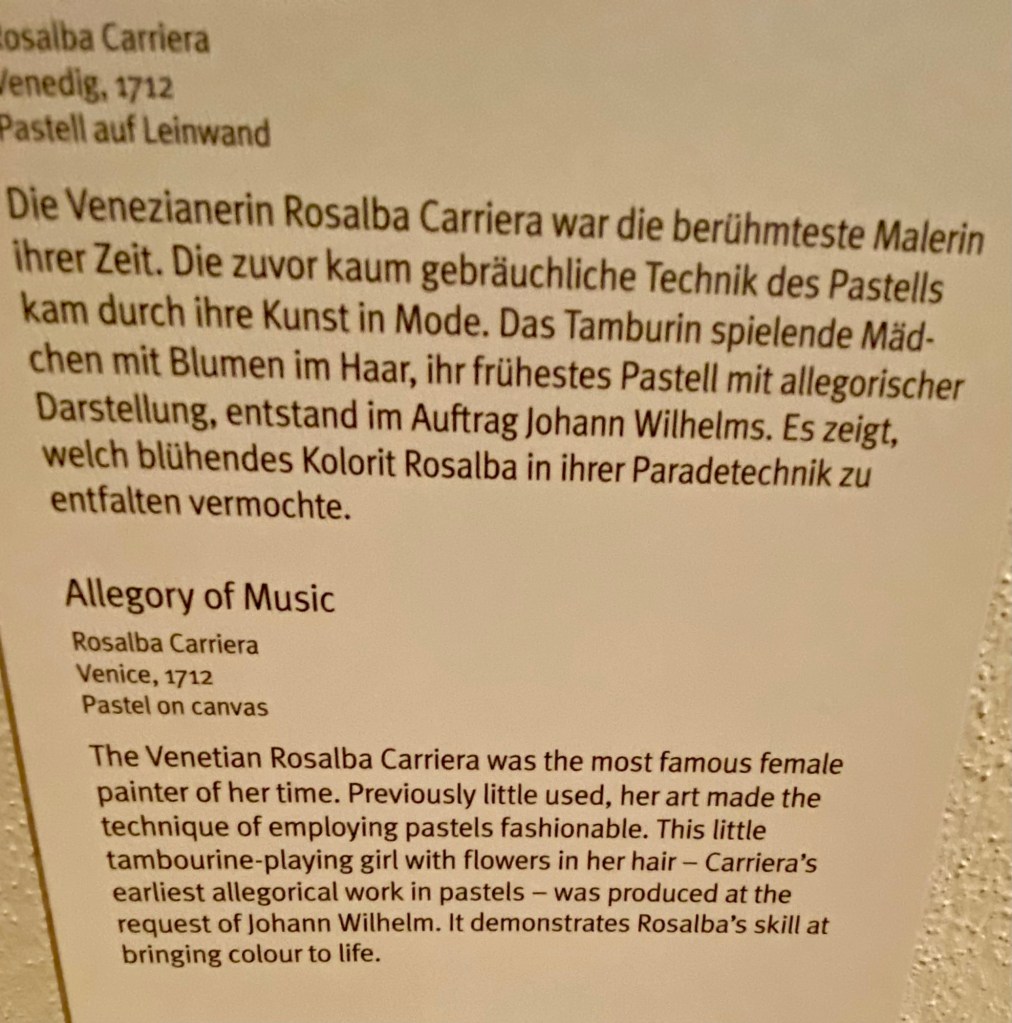 Rosalba Carriera
Venedig, 1712
Pastell auf Leinwand
Die Venezianerin Rosalba Carriera war die berühmteste Malerin
ihrer Zeit. Die zuvor kaum gebräuchliche Technik des Pastells
kam durch ihre Kunst in Mode. Das Tamburin spielende Mäd-
chen mit Blumen im Haar, ihr frühestes Pastell mit allegorischer
Darstellung, entstand im Auftrag Johann Wilhelms. Es zeigt,
welch blühendes Kolorit Rosalba in ihrer Paradetechnik zu
entfalten vermochte.
Allegory of Music
Rosalba Carriera
Venice, 1712
Pastel on canvas
The Venetian Rosalba Carriera was the most famous female
painter of her time. Previously little used, her art made the
technique of employing pastels fashionable. This little
tambourine-playing girl with flowers in her hair – Carriera’s
earliest allegorical work in pastels – was produced at the
request of Johann Wilhelm. It demonstrates Rosalba’s skill at
bringing colour to life.